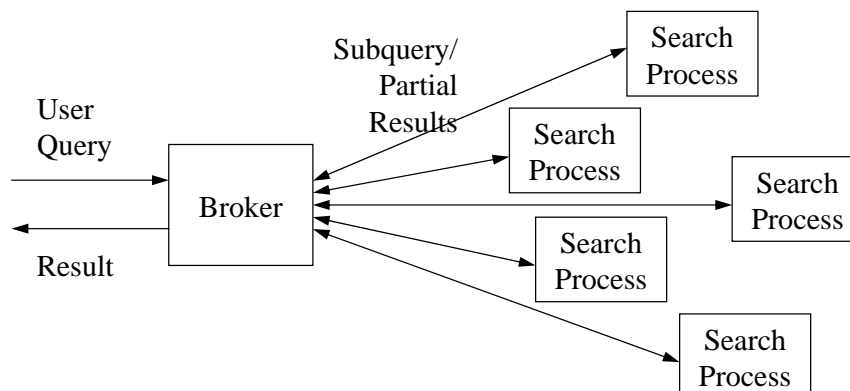 User
Query
Result
Broker
Subquery/
Partial
Results
Search
Process
Search
Process
Search
Process
Search
Process
Search
Process